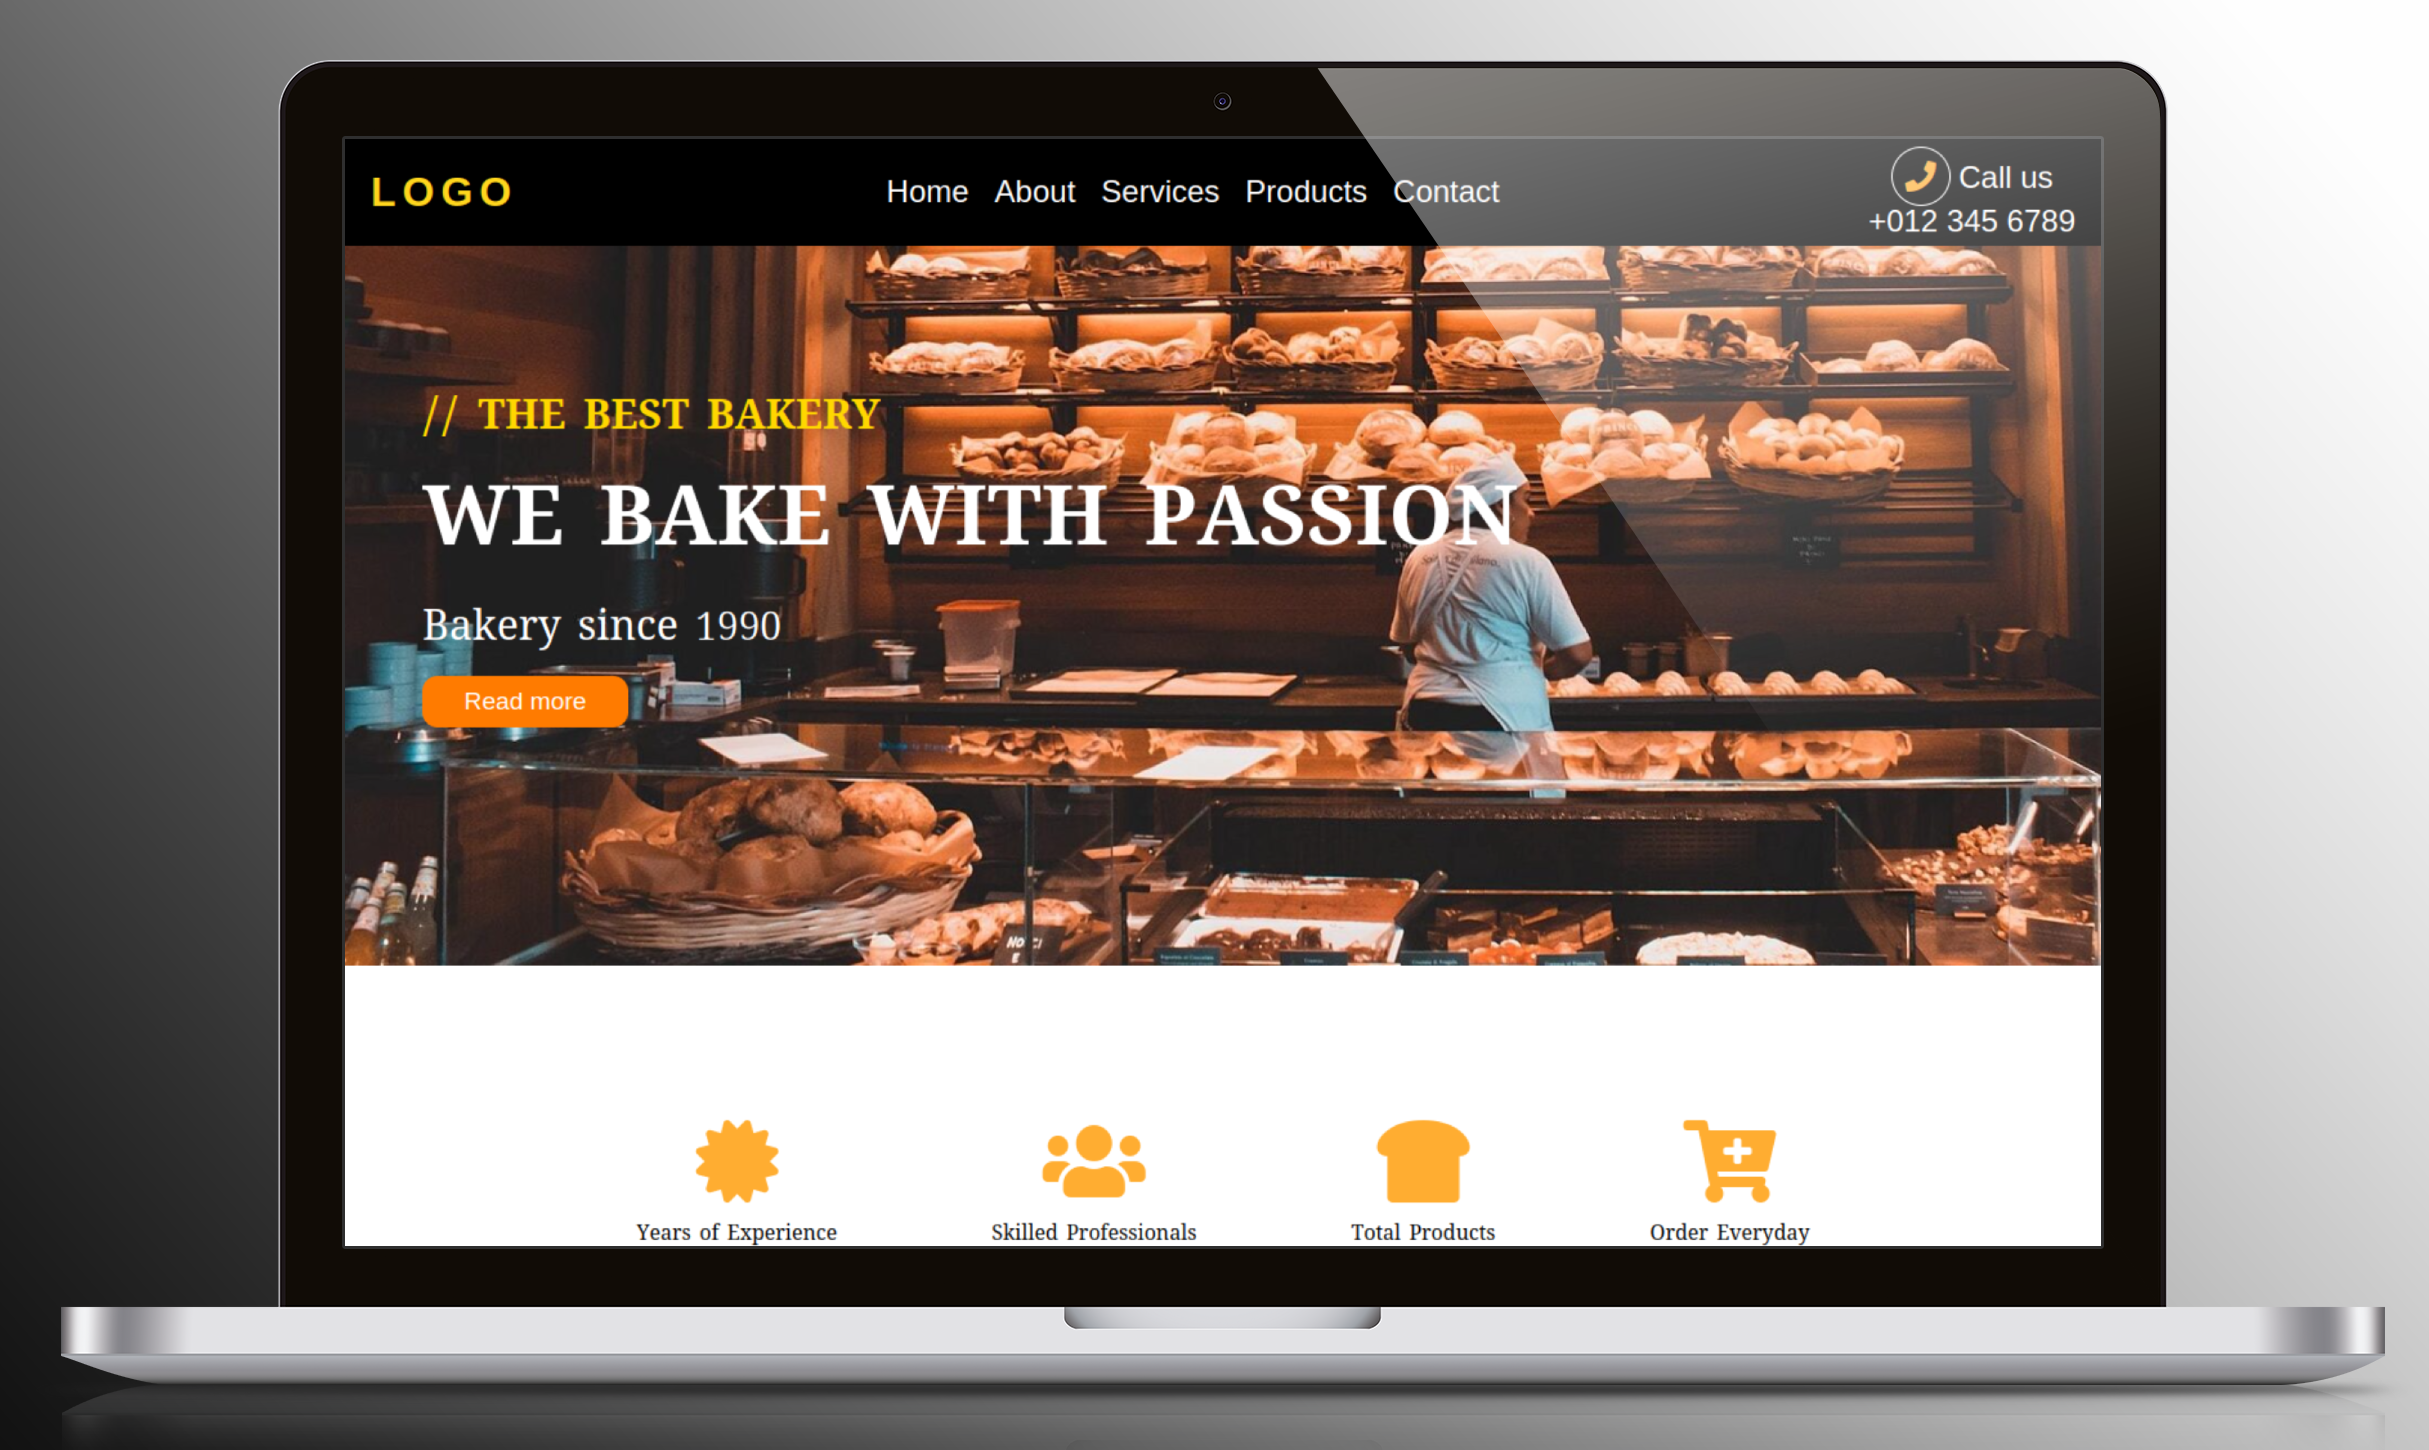 LOGO
Home About Services Products Contact
Call us
+012 345 6789
// THE BEST BAKERY
WE BAKE WITH PASSION
Bakery since 1990
Read more
Years of Experience
Skilled Professionals
Total Products
Order Everyday